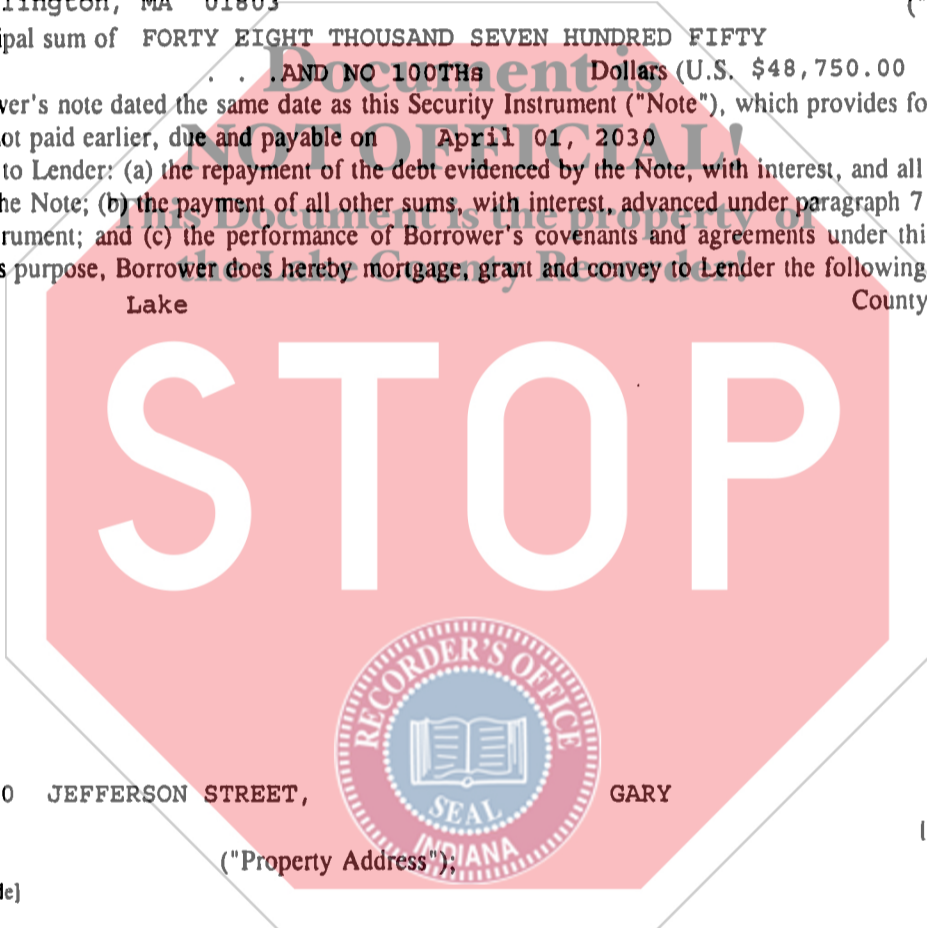 lington, MA 01803 ("
ipal sum of FORTY EIGHT THOUSAND SEVEN HUNDRED FIFTY
. . .AND NO 100THs Dollars (U.S. $48,750.00
ver's note dated the same date as this Security Instrument ("Note"), which provides fo
ot paid earlier, due and payable on April 01, 2030
to Lender: (a) the repayment of the debt evidenced by the Note, with interest, and all
he Note; (b) the payment of all other sums, with interest, advanced under paragraph 7
rument; and (c) the performance of Borrower's covenants and agreements under thi
s purpose, Borrower does hereby mortgage, grant and convey to Lender the following
Lake County
Document is
NOT OFFICIAL!
This Document is the property of
the Lake County Recorder!
STOP
RECORDER'S OFFICE
SEAL
INDIANA
0 JEFFERSON STREET, GARY
[
("Property Address");
de]